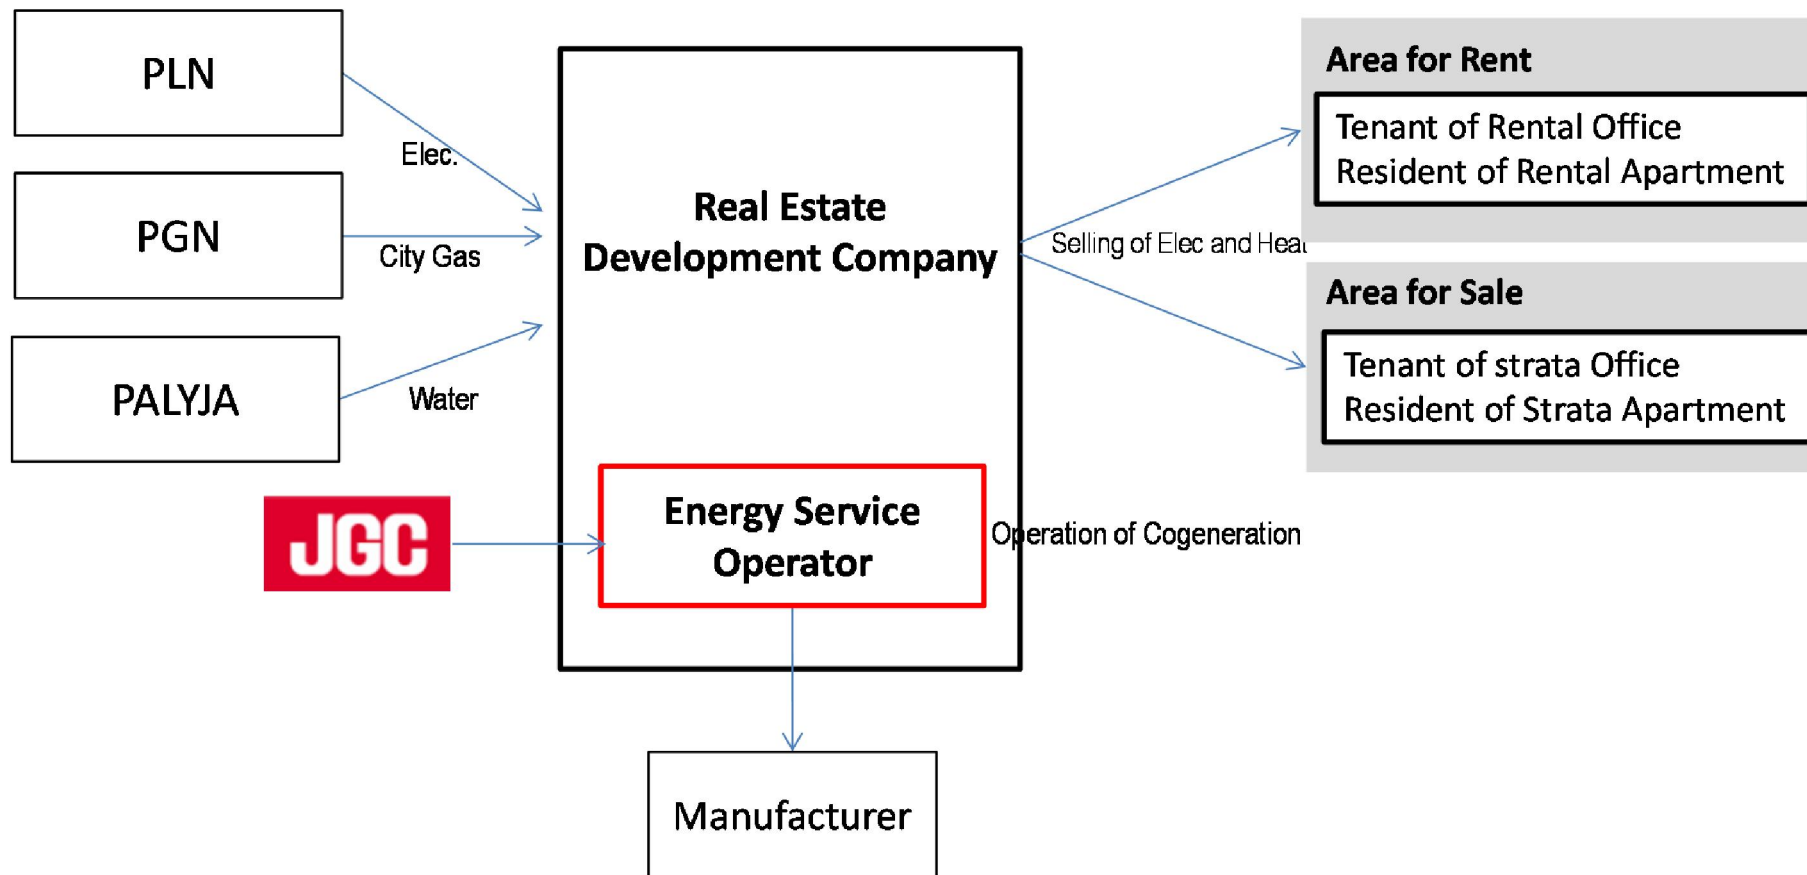 PLN
Elec.
PGN
City Gas
PALYJA
Water
JGC
Real Estate
Development Company
Energy Service
Operator
Operation of Cogeneration
Manufacturer
Selling of Elec and Heat
Area for Rent
Tenant of Rental Office
Resident of Rental Apartment
Area for Sale
Tenant of strata Office
Resident of Strata Apartment